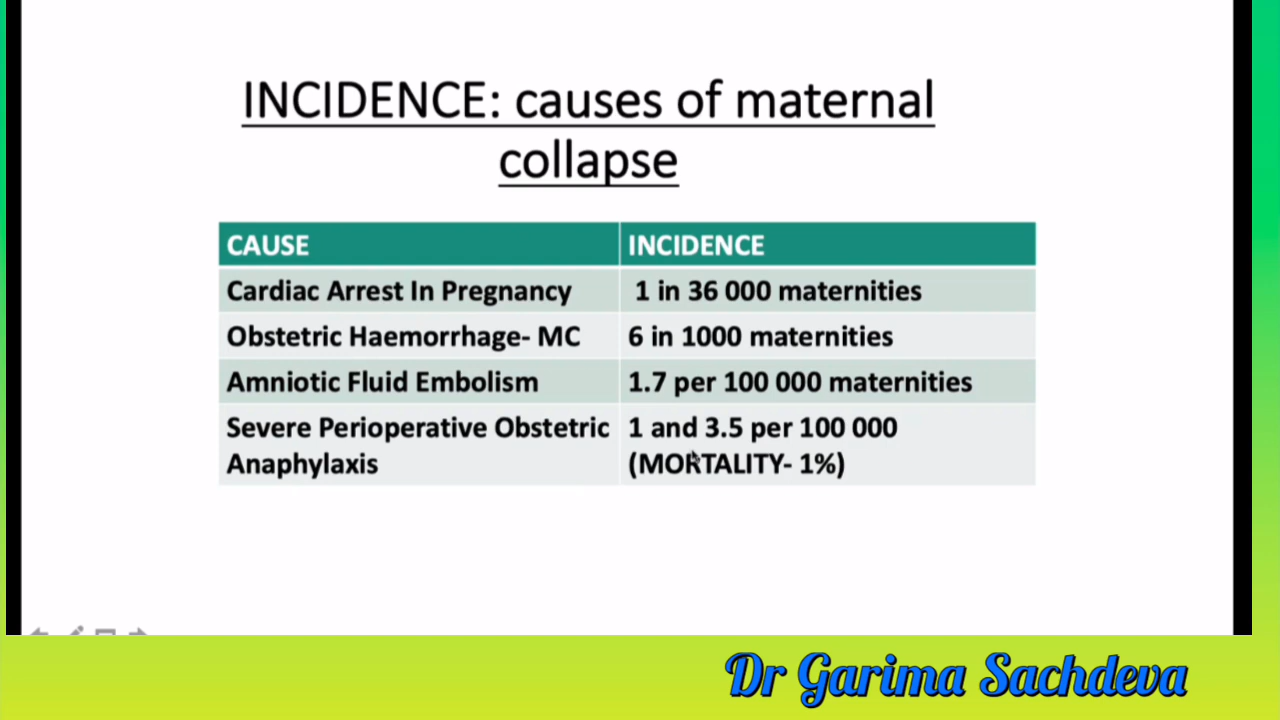 INCIDENCE: causes of maternal
collapse
CAUSE INCIDENCE
Cardiac Arrest In Pregnancy 1 in 36 000 maternities
Obstetric Haemorrhage- MC 6 in 1000 maternities
Amniotic Fluid Embolism 1.7 per 100 000 maternities
Severe Perioperative Obstetric 1 and 3.5 per 100 000
Anaphylaxis (MORTALITY- 1%)
Dr Garima Sachdeva